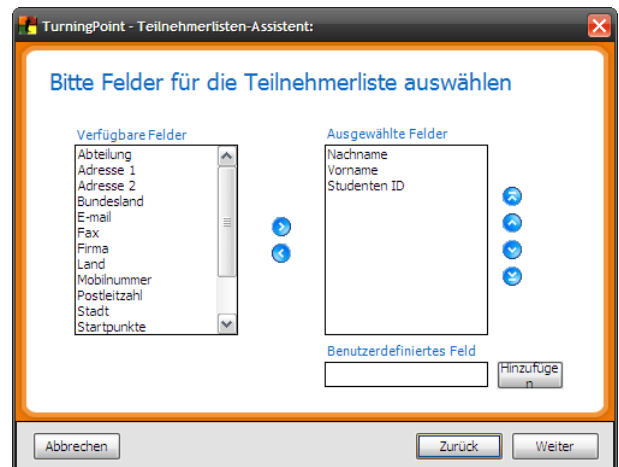 TurningPoint - Teilnehmerlisten-Assistent:
Bitte Felder für die Teilnehmerliste auswählen
Verfügbare Felder
Abteilung
Adresse 1
Adresse 2
Bundesland
E-mail
Fax
Firma
Land
Mobilnummer
Postleitzahl
Stadt
Startpunkte
Ausgewählte Felder
Nachname
Vorname
Studenten ID
Benutzerdefiniertes Feld
Hinzufüge
n
Abbrechen
Zurück
Weiter